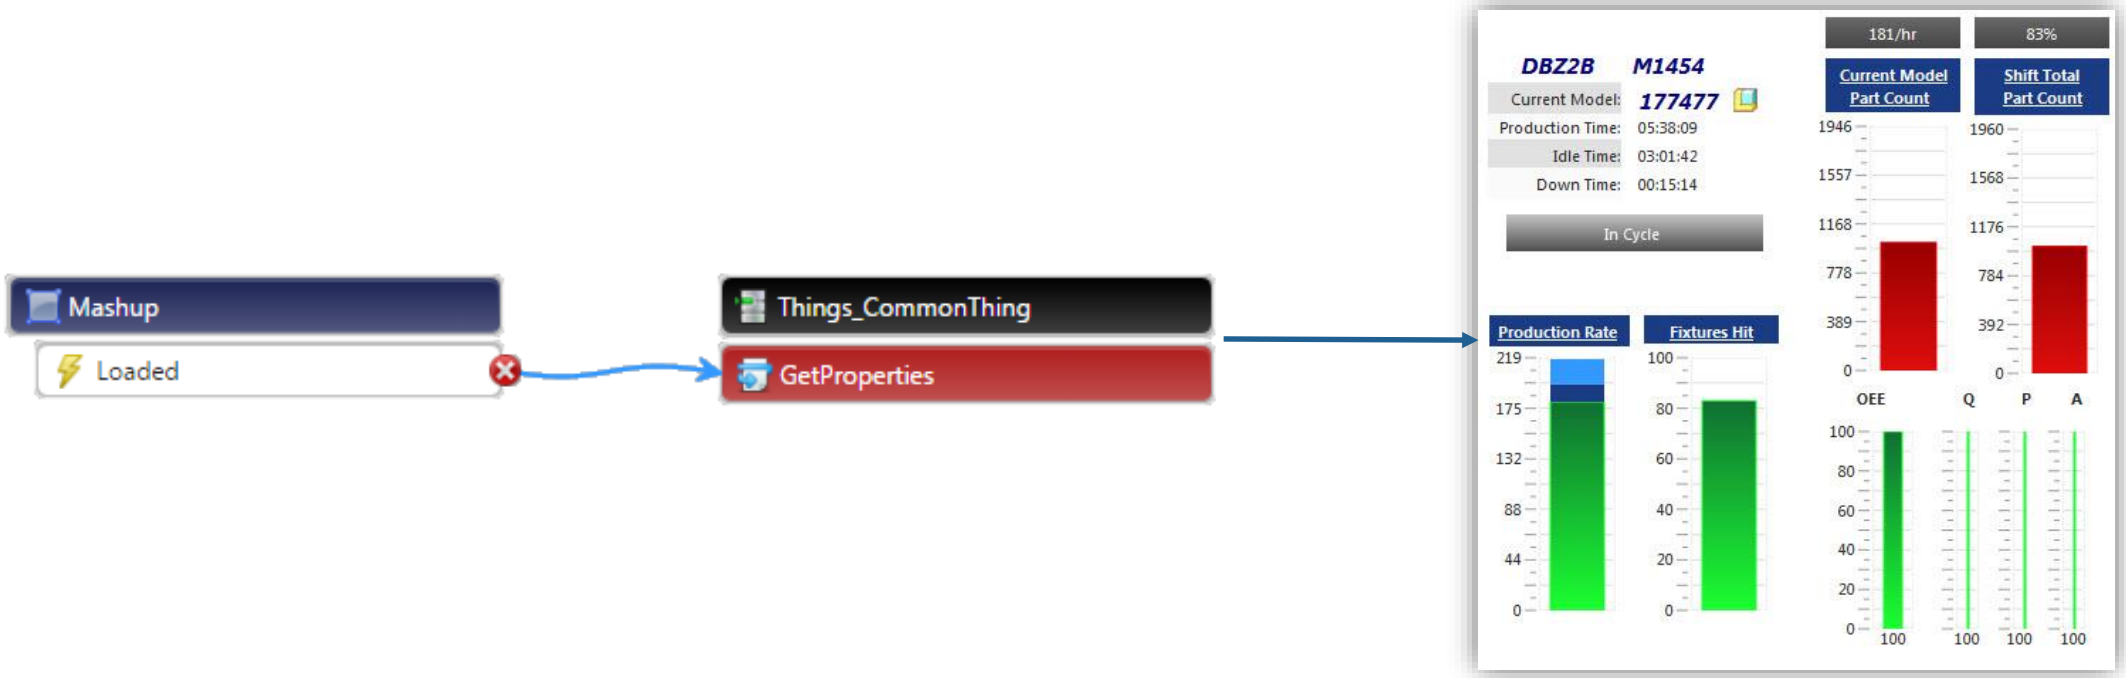 Mashup
Loaded
Things_CommonThing
GetProperties
181/hr
83%
DBZ2B M1454
Current Model: 177477
Production Time: 05:38:09
Idle Time: 03:01:42
Down Time: 00:15:14
In Cycle
Current Model
Part Count
1946
1557
1168
778
389
0
Shift Total
Part Count
1960
1568
1176
784
392
0
Production Rate
219
175
132
88
44
0
Fixtures Hit
100
80
60
40
20
0
OEE Q P A
100
80
60
40
20
0
100 100 100 100